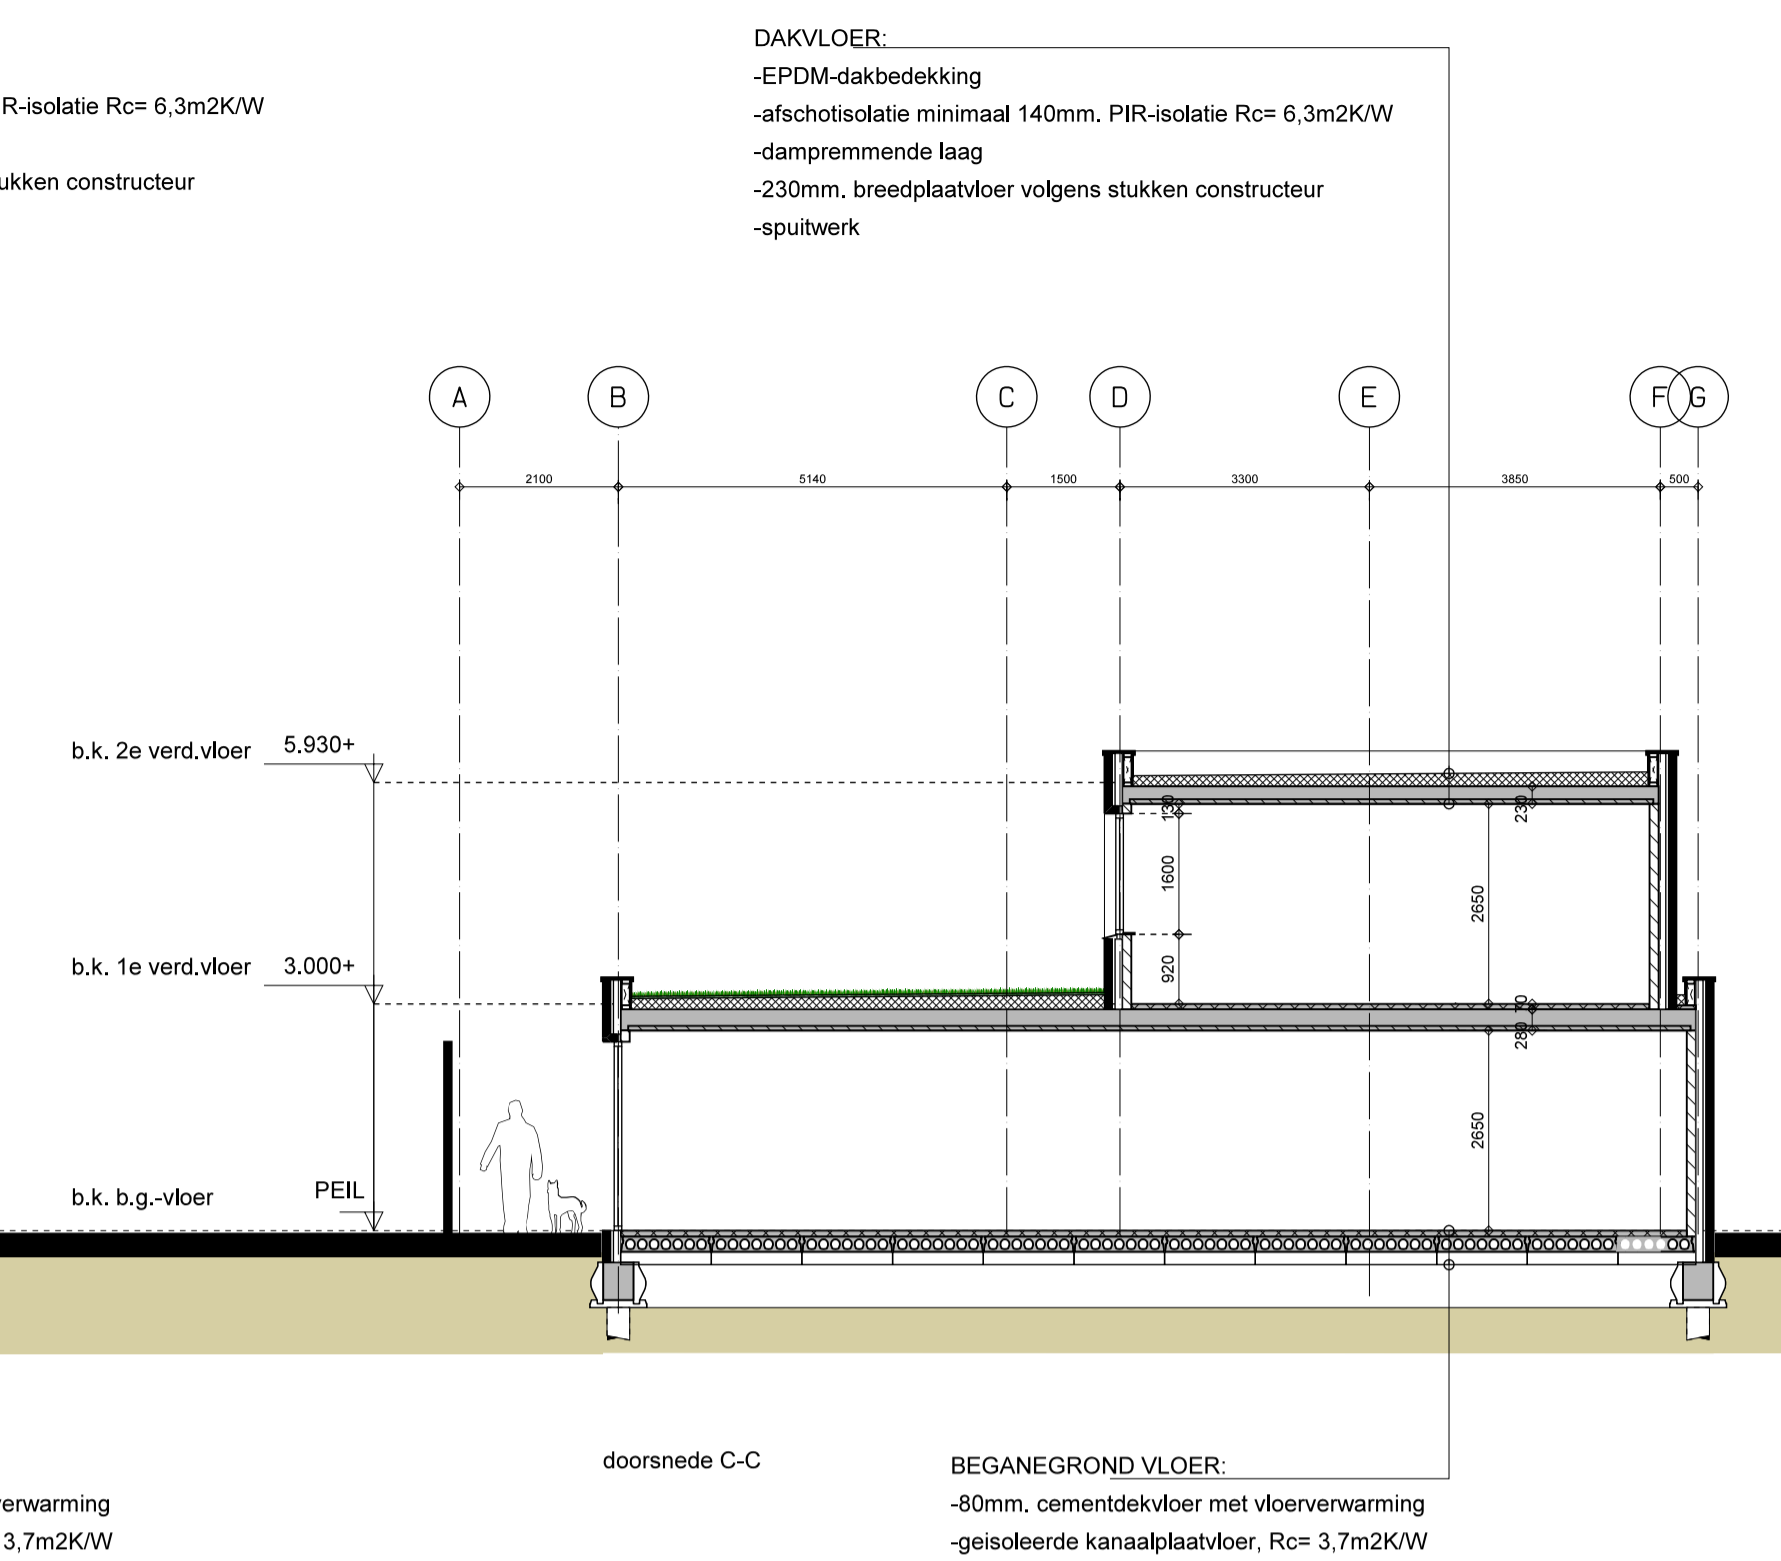 DAKVLOER:
-EPDM-dakbedekking
R-isolatie Rc= 6,3m2K/W
-afschotisolatie minimaal 140mm. PIR-isolatie Rc= 6,3m2K/W
-dampremmende laag
ukken constructeur
-230mm. breedplaatvloer volgens stukken constructeur
-spuitwerk
A B C D E F G
2100 5140 1500 3300 3850 500
b.k. 2e verd.vloer 5.930+
130 230
1600
2650
b.k. 1e verd.vloer 3.000+
920
70
280
2650
b.k. b.g.-vloer PEIL
doorsnede C-C
BEGANEGROND VLOER:
erwarming
-80mm. cementdekvloer met vloerverwarming
3,7m2K/W
-geisoleerde kanaalplaatvloer, Rc= 3,7m2K/W